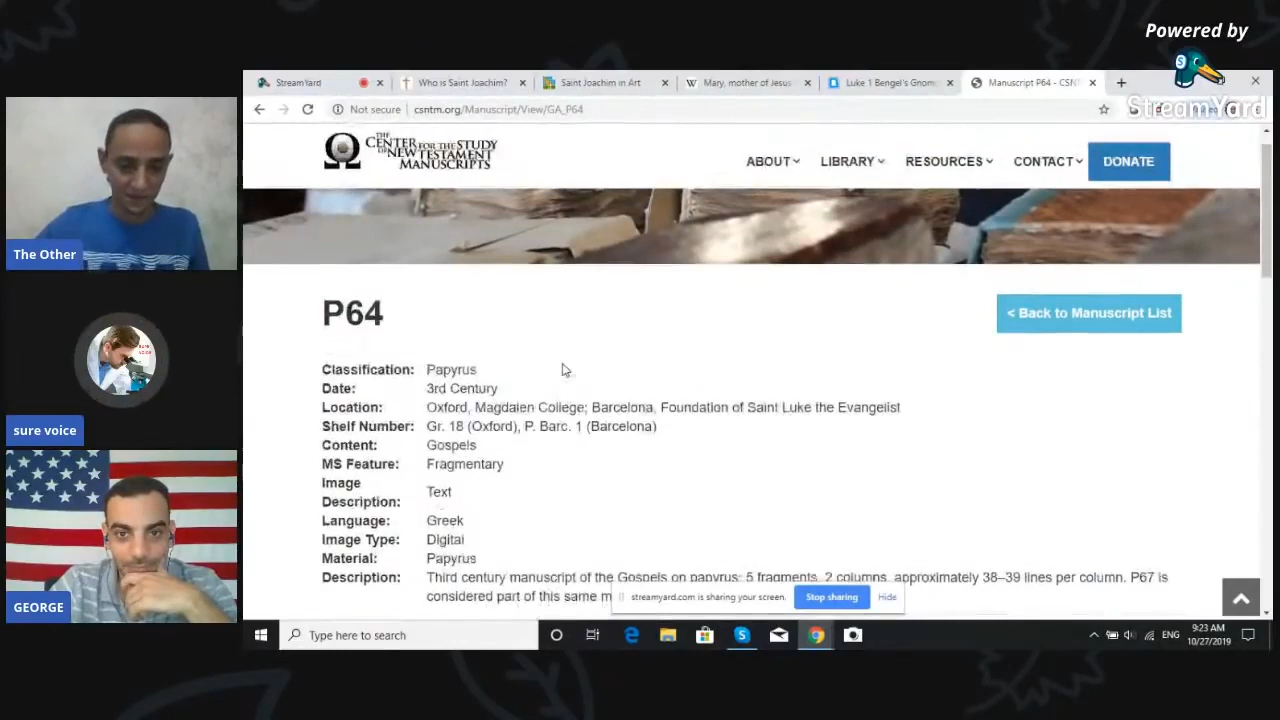 Powered by
StreamYard
StreamYard
Who is Saint Joachim?
Saint Joachim in Art
Mary, mother of Jesus
Luke 1 Bengel's Gnom
Manuscript P64 - CSNT
Not secure
csntm.org/Manuscript/View/GA_P64
THE CENTER FOR THE STUDY
OF NEW TESTAMENT
MANUSCRIPTS
ABOUT
LIBRARY
RESOURCES
CONTACT
DONATE
The Other
P64
< Back to Manuscript List
Classification: Papyrus
Date: 3rd Century
Location: Oxford, Magdalen College; Barcelona, Foundation of Saint Luke the Evangelist
Shelf Number: Gr. 18 (Oxford), P. Barc. 1 (Barcelona)
Content: Gospels
MS Feature: Fragmentary
Image
Description: Text
Language: Greek
Image Type: Digital
Material: Papyrus
Description: Third century manuscript of the Gospels on papyrus; 5 fragments, 2 columns, approximately 38–39 lines per column. P67 is
considered part of this same m
streamyard.com is sharing your screen.
Stop sharing
Hide
sure voice
GEORGE
Type here to search
ENG
9:23 AM
10/27/2019